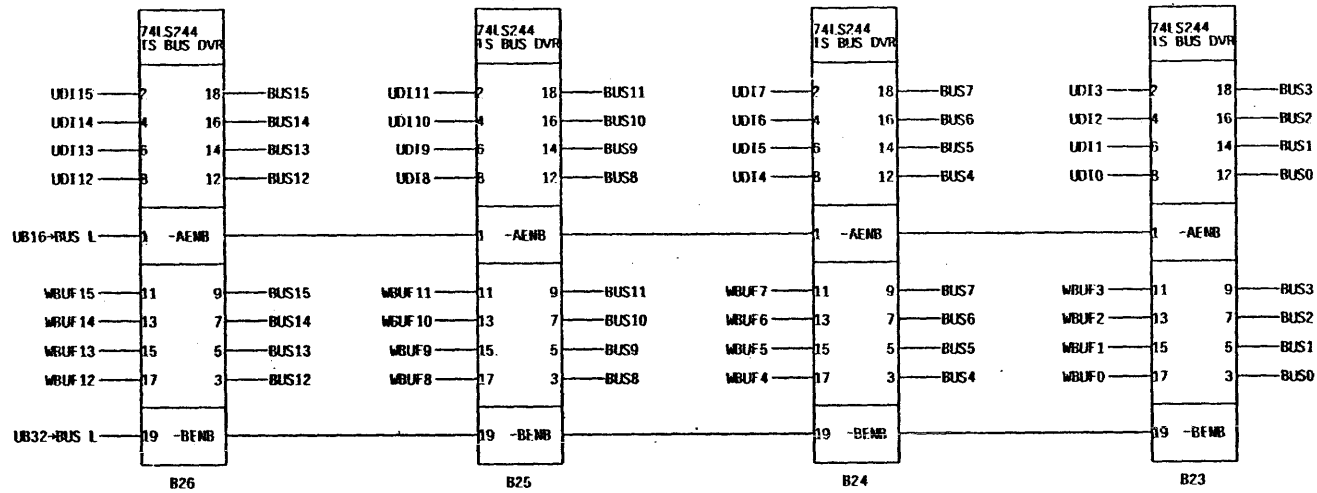 74LS244 74LS244 74LS244 74LS244
TS BUS DVR TS BUS DVR TS BUS DVR TS BUS DVR
UDI15 2 18 BUS15 UDI11 2 18 BUS11 UDI7 2 18 BUS7 UDI3 2 18 BUS3
UDI14 4 16 BUS14 UDI10 4 16 BUS10 UDI6 4 16 BUS6 UDI2 4 16 BUS2
UDI13 6 14 BUS13 UDI9 6 14 BUS9 UDI5 6 14 BUS5 UDI1 6 14 BUS1
UDI12 8 12 BUS12 UDI8 8 12 BUS8 UDI4 8 12 BUS4 UDI0 8 12 BUS0
UB16→BUS L 1 -AENB 1 -AENB 1 -AENB 1 -AENB
WBUF15 11 9 BUS15 WBUF11 11 9 BUS11 WBUF7 11 9 BUS7 WBUF3 11 9 BUS3
WBUF14 13 7 BUS14 WBUF10 13 7 BUS10 WBUF6 13 7 BUS6 WBUF2 13 7 BUS2
WBUF13 15 5 BUS13 WBUF9 15 5 BUS9 WBUF5 15 5 BUS5 WBUF1 15 5 BUS1
WBUF12 17 3 BUS12 WBUF8 17 3 BUS8 WBUF4 17 3 BUS4 WBUF0 17 3 BUS0
UB32→BUS L 19 -BENB 19 -BENB 19 -BENB 19 -BENB
B26 B25 B24 B23